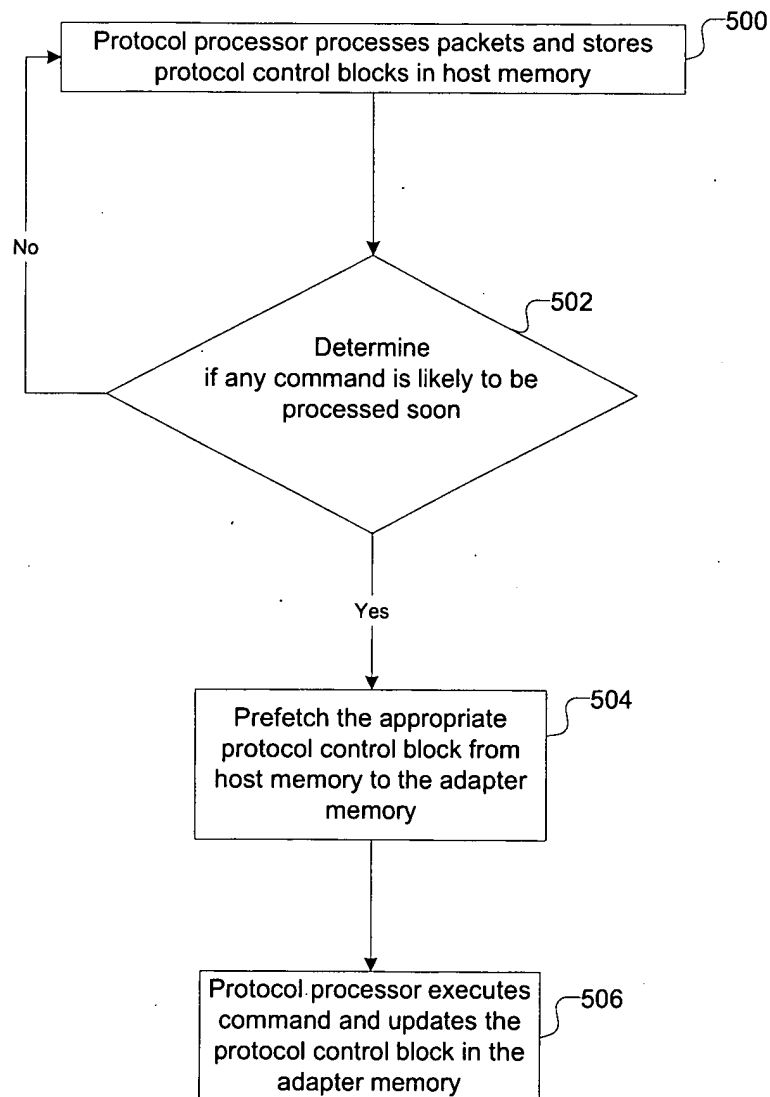 500
Protocol processor processes packets and stores
protocol control blocks in host memory
No
502
Determine
if any command is likely to be
processed soon
Yes
504
Prefetch the appropriate
protocol control block from
host memory to the adapter
memory
506
Protocol processor executes
command and updates the
protocol control block in the
adapter memory